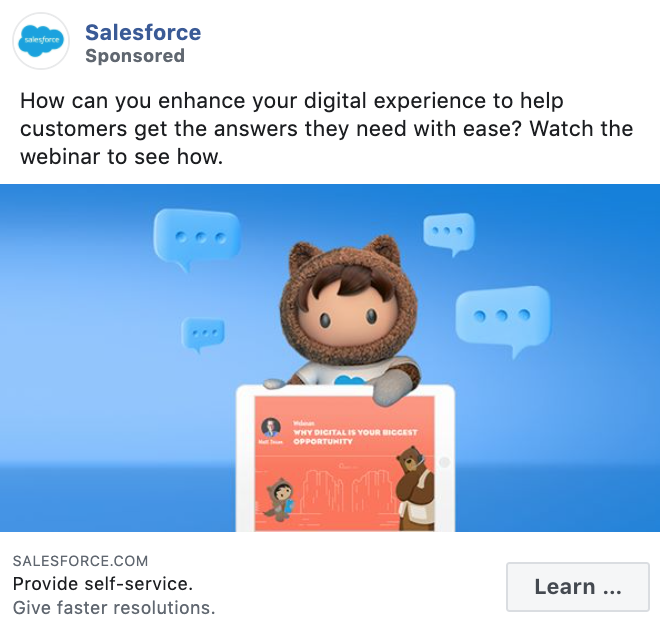 salesforce
Salesforce
Sponsored
How can you enhance your digital experience to help
customers get the answers they need with ease? Watch the
webinar to see how.
Webinar
WHY DIGITAL IS YOUR BIGGEST
OPPORTUNITY
SALESFORCE.COM
Provide self-service.
Give faster resolutions.
Learn ...